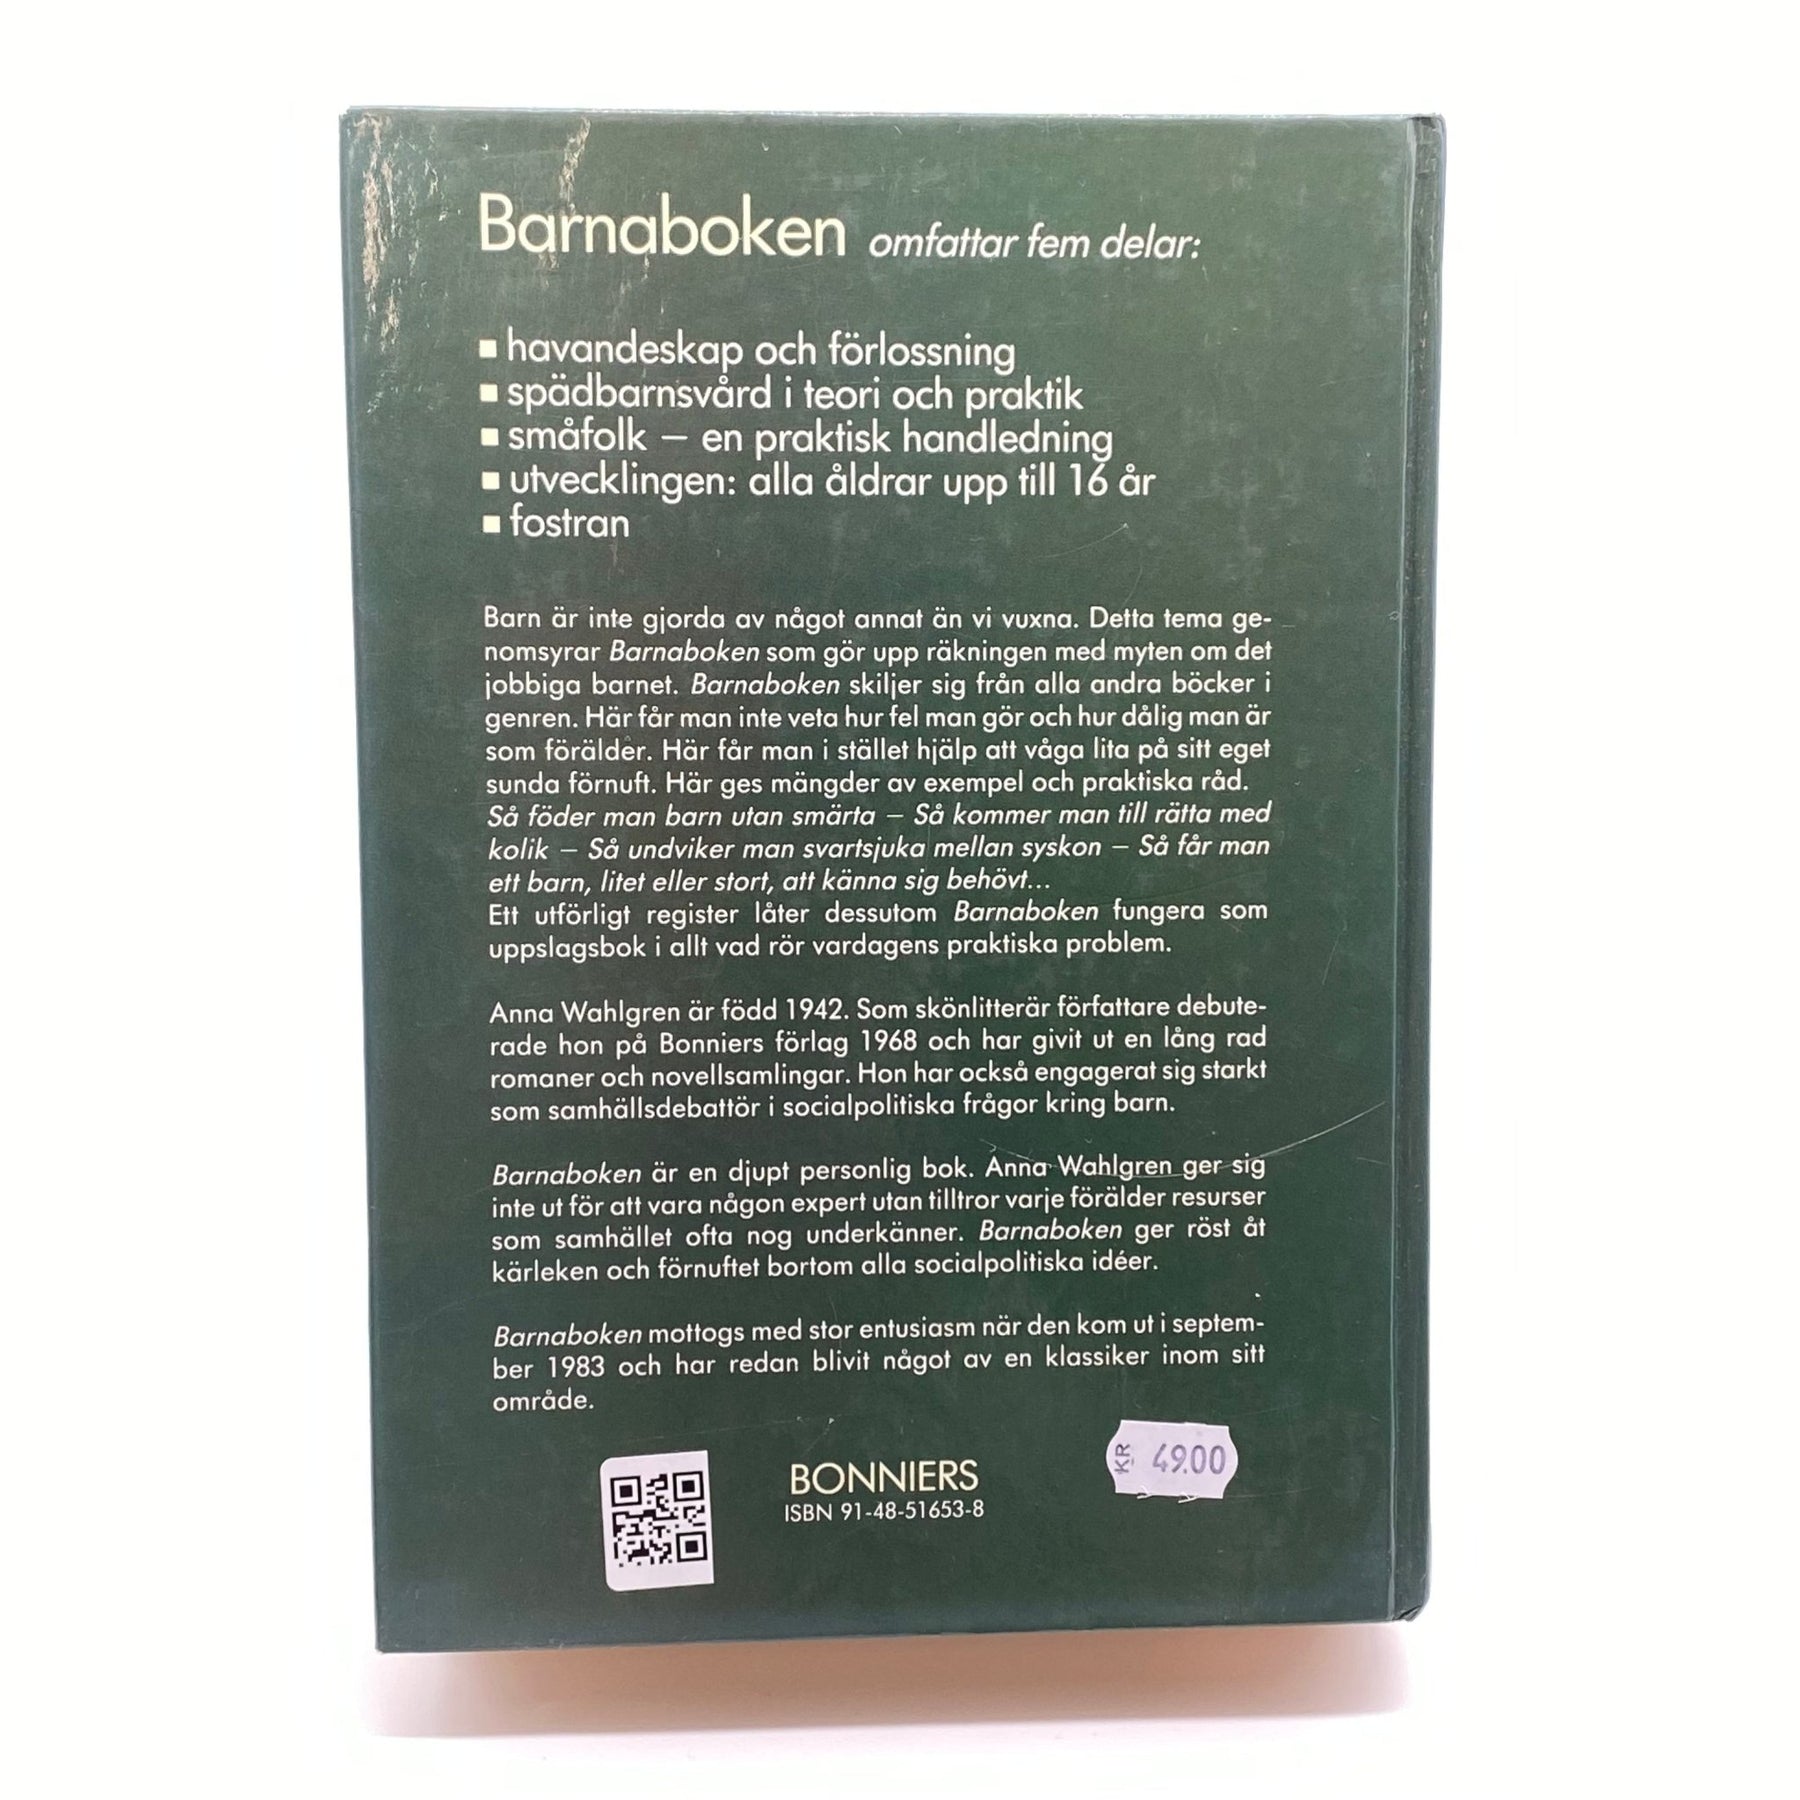 Barnaboken omfattar fem delar:
▪ havandeskap och förlossning
▪ spädbarnsvård i teori och praktik
▪ småfolk – en praktisk handledning
▪ utvecklingen: alla åldrar upp till 16 år
▪ fostran
Barn är inte gjorda av något annat än vi vuxna. Detta tema ge-
nomsyrar Barnaboken som gör upp räkningen med myten om det
jobbiga barnet. Barnaboken skiljer sig från alla andra böcker i
genren. Här får man inte veta hur fel man gör och hur dålig man är
som förälder. Här får man i stället hjälp att våga lita på sitt eget
sunda förnuft. Här ges mängder av exempel och praktiska råd.
Så föder man barn utan smärta – Så kommer man till rätta med
kolik – Så undviker man svartsjuka mellan syskon – Så får man
ett barn, litet eller stort, att känna sig behövt...
Ett utförligt register låter dessutom Barnaboken fungera som
uppslagsbok i allt vad rör vardagens praktiska problem.
Anna Wahlgren är född 1942. Som skönlitterär författare debute-
rade hon på Bonniers förlag 1968 och har givit ut en lång rad
romaner och novellsamlingar. Hon har också engagerat sig starkt
som samhällsdebattör i socialpolitiska frågor kring barn.
Barnaboken är en djupt personlig bok. Anna Wahlgren ger sig
inte ut för att vara någon expert utan tilltror varje förälder resurser
som samhället ofta nog underkänner. Barnaboken ger röst åt
kärleken och förnuftet bortom alla socialpolitiska idéer.
Barnaboken mottogs med stor entusiasm när den kom ut i septem-
ber 1983 och har redan blivit något av en klassiker inom sitt
område.
BONNIERS
ISBN 91-48-51653-8
KR 49.00